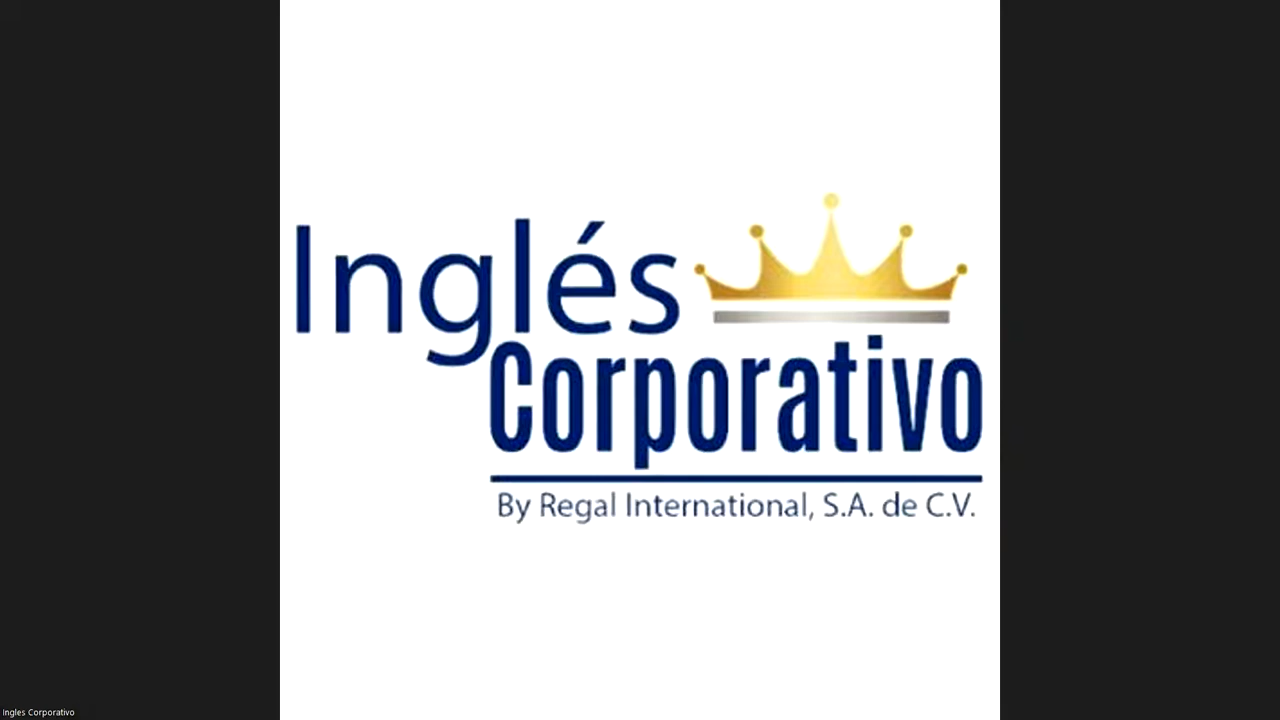 Inglés
Corporativo
By Regal International, S.A. de C.V.
Ingles Corporativo